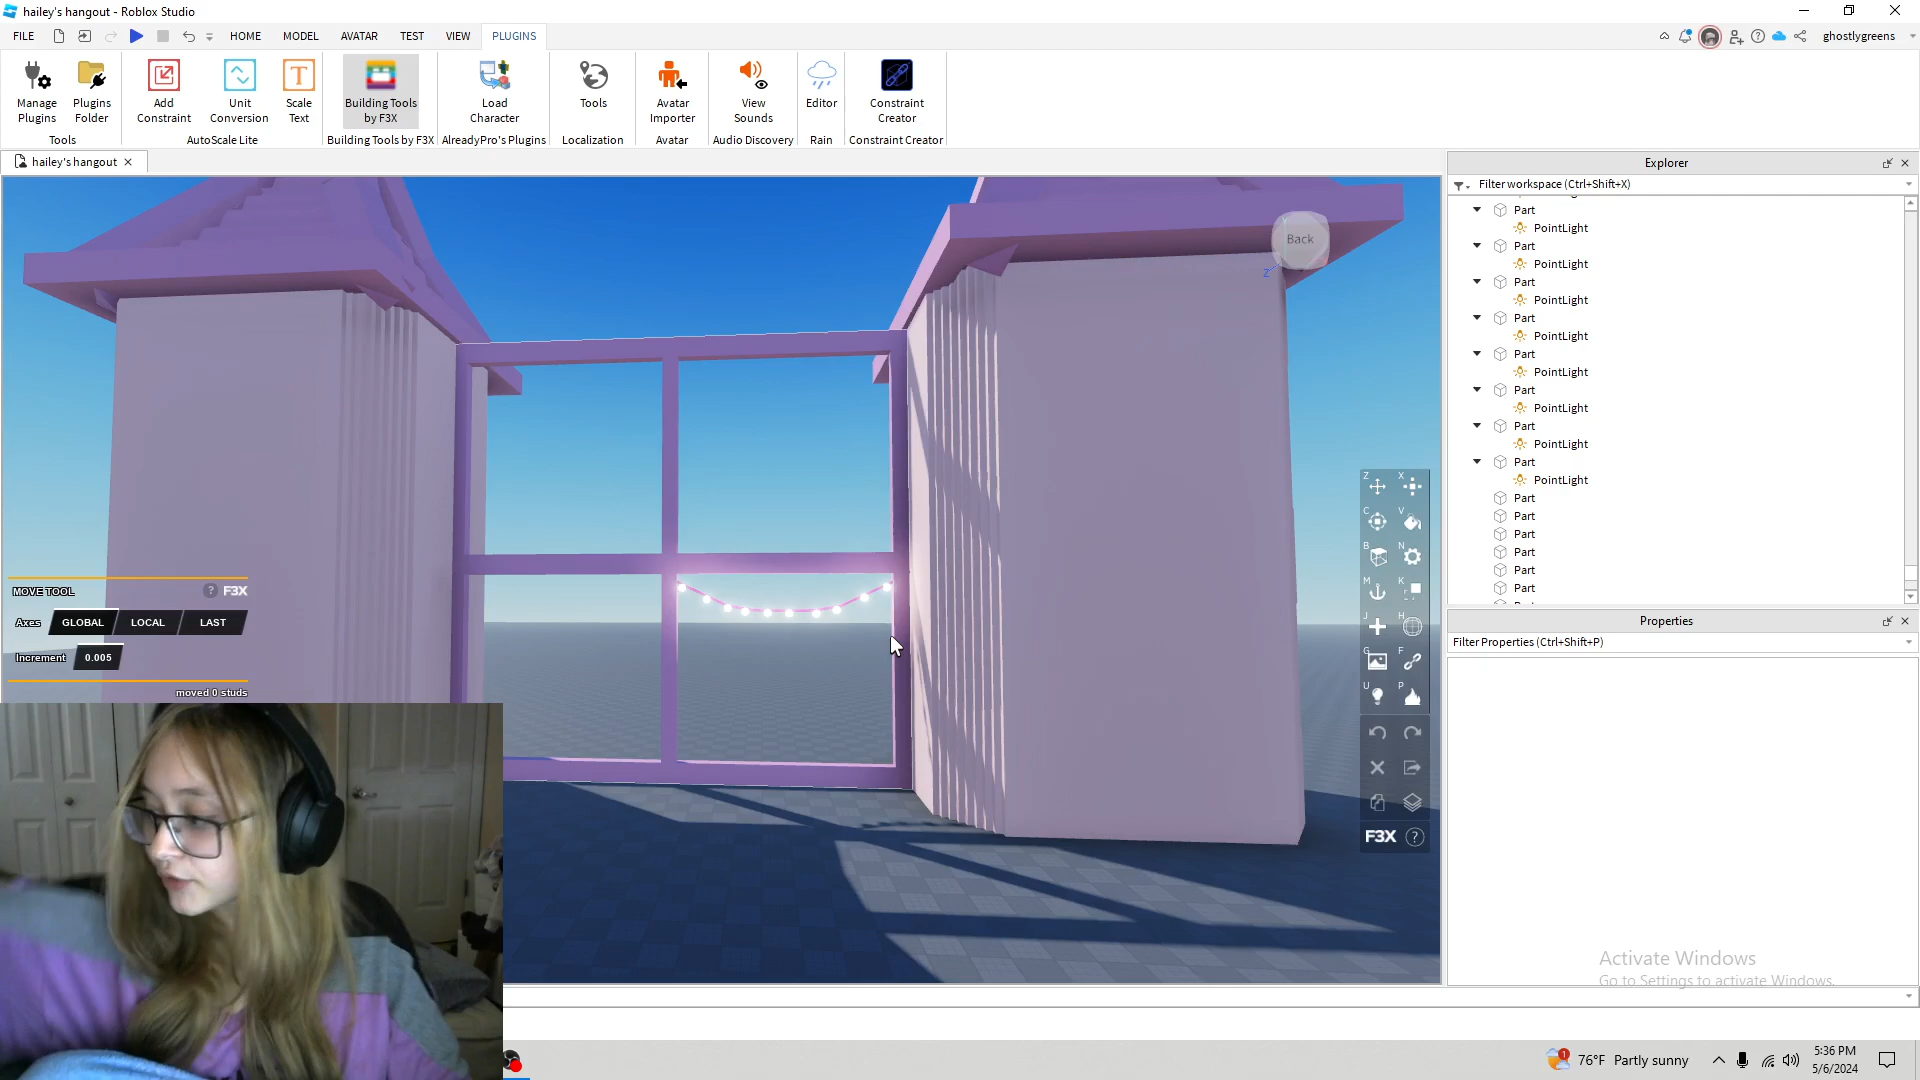 hailey's hangout - Roblox Studio
FILE HOME MODEL AVATAR TEST VIEW PLUGINS ghostlygreens
Manage Plugins
Plugins Folder
Tools
Add Constraint
Unit Conversion
Scale Text
AutoScale Lite
Building Tools by F3X
Building Tools by F3X
Load Character
AlreadyPro's Plugins
Tools
Localization
Avatar Importer
Avatar
View Sounds
Audio Discovery
Editor
Rain
Constraint Creator
Constraint Creator
hailey's hangout
Explorer
Filter workspace (Ctrl+Shift+X)
Part
PointLight
Part
PointLight
Part
PointLight
Part
PointLight
Part
PointLight
Part
PointLight
Part
PointLight
Part
PointLight
Part
Part
Part
Part
Part
Part
Back
Z
MOVE TOOL ? F3X
Axes GLOBAL LOCAL LAST
Increment 0.005
moved 0 studs
Z X
C V
B N
M K
J H
G F
U P
F3X ?
Properties
Filter Properties (Ctrl+Shift+P)
Activate Windows
Go to Settings to activate Windows.
1 76°F Partly sunny
5:36 PM
5/6/2024